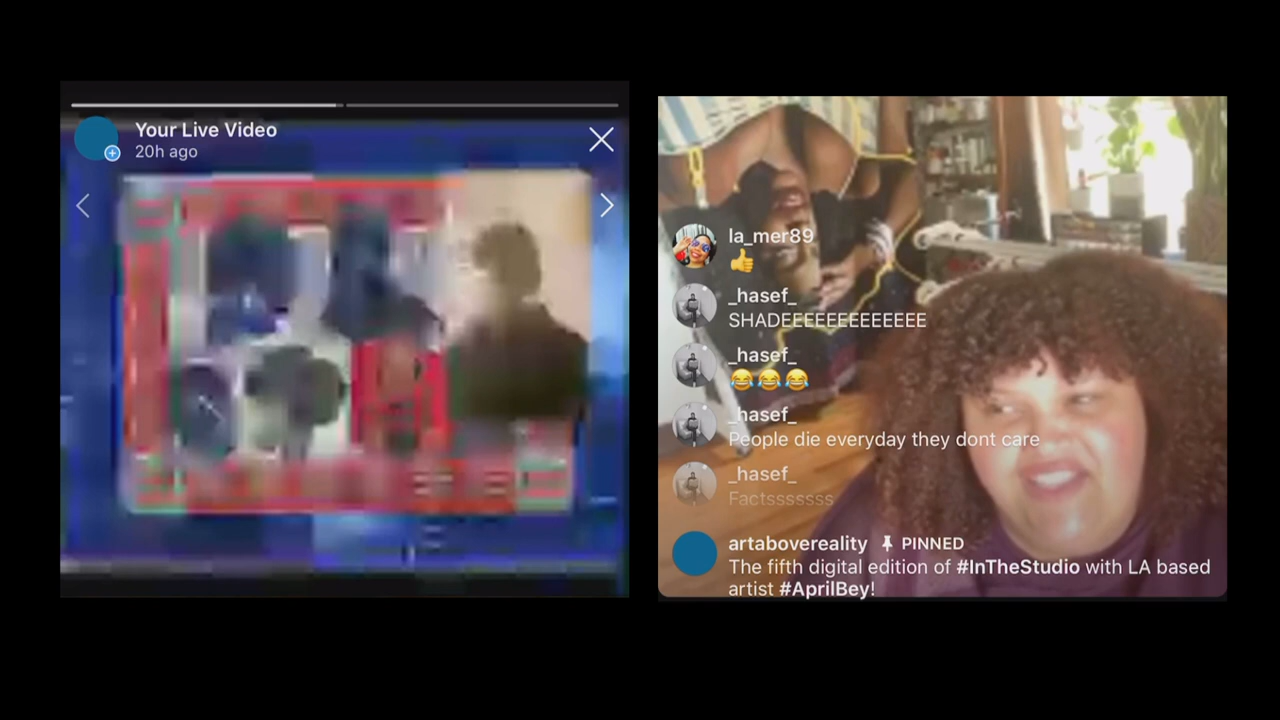 Your Live Video
20h ago
la_mer89
👍
_hasef_
SHADEEEEEEEEEEEEE
_hasef_
😂😂😂
_hasef_
People die everyday they dont care
_hasef_
Factsssssss
artabovereality PINNED
The fifth digital edition of #InTheStudio with LA based
artist #AprilBey!